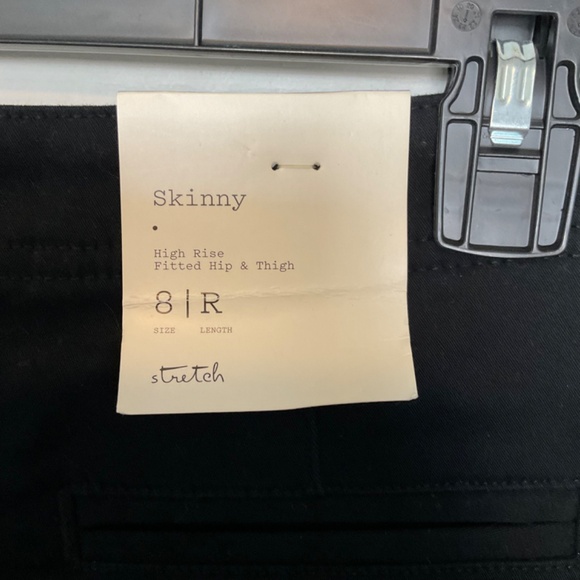 Skinny
•
High Rise
Fitted Hip & Thigh
8|R
SIZE LENGTH
stretch